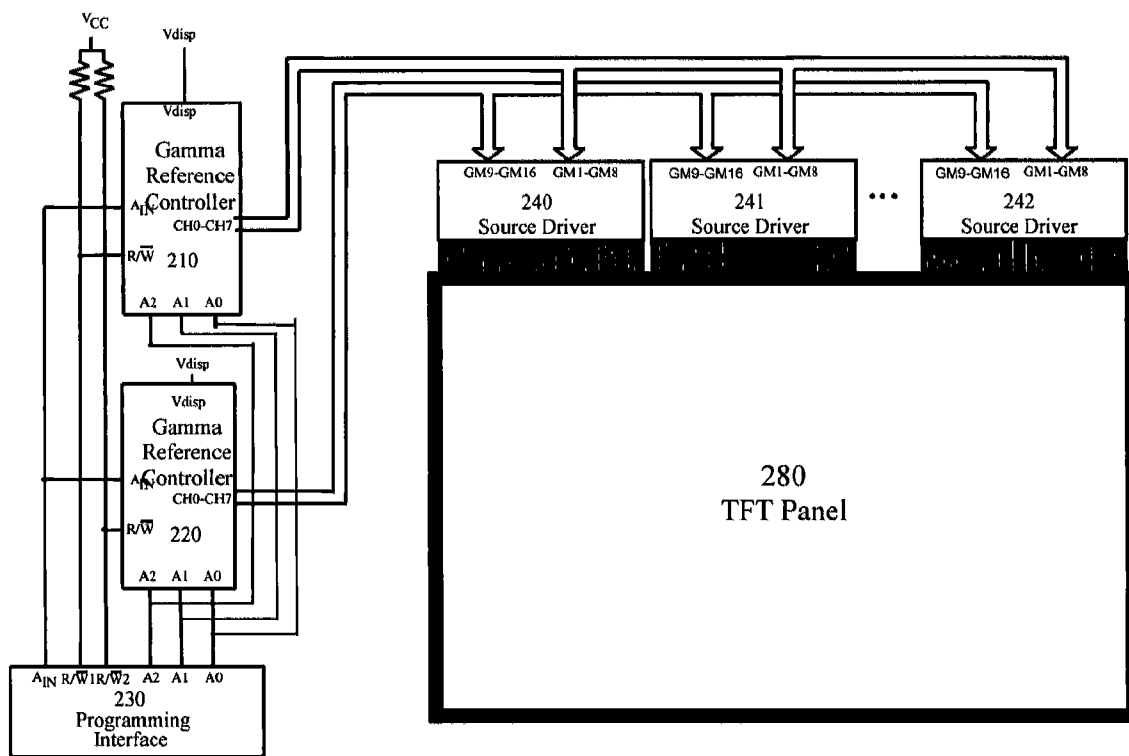 VCC
Vdisp
Vdisp
Gamma
Reference
Controller
AIN
CH0-CH7
R/W̅
210
A2 A1 A0
Vdisp
Vdisp
Gamma
Reference
Controller
AIN
CH0-CH7
R/W̅
220
A2 A1 A0
AIN R/W̅1 R/W̅2 A2 A1 A0
230
Programming
Interface
GM9-GM16 GM1-GM8
240
Source Driver
GM9-GM16 GM1-GM8
241
Source Driver
...
GM9-GM16 GM1-GM8
242
Source Driver
280
TFT Panel